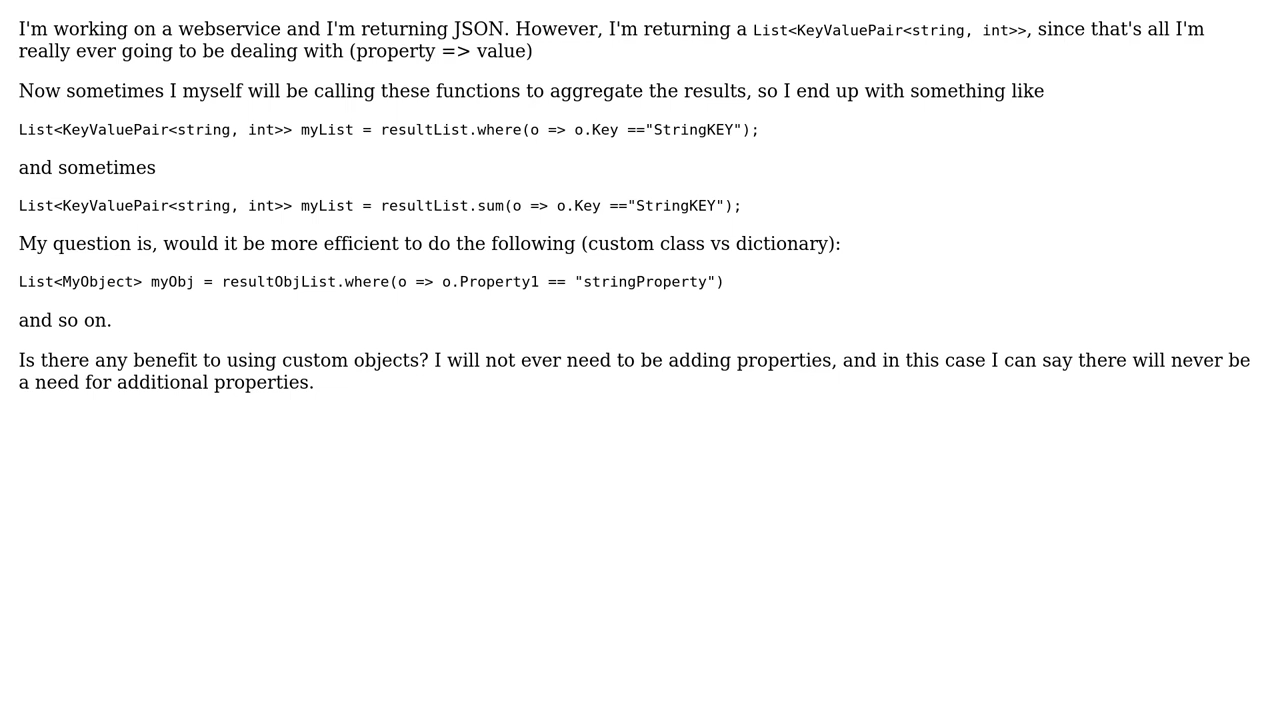 I'm working on a webservice and I'm returning JSON. However, I'm returning a List<KeyValuePair<string, int>>, since that's all I'm
really ever going to be dealing with (property => value)
Now sometimes I myself will be calling these functions to aggregate the results, so I end up with something like
List<KeyValuePair<string, int>> myList = resultList.where(o => o.Key =="StringKEY");
and sometimes
List<KeyValuePair<string, int>> myList = resultList.sum(o => o.Key =="StringKEY");
My question is, would it be more efficient to do the following (custom class vs dictionary):
List<MyObject> myObj = resultObjList.where(o => o.Property1 == "stringProperty")
and so on.
Is there any benefit to using custom objects? I will not ever need to be adding properties, and in this case I can say there will never be
a need for additional properties.